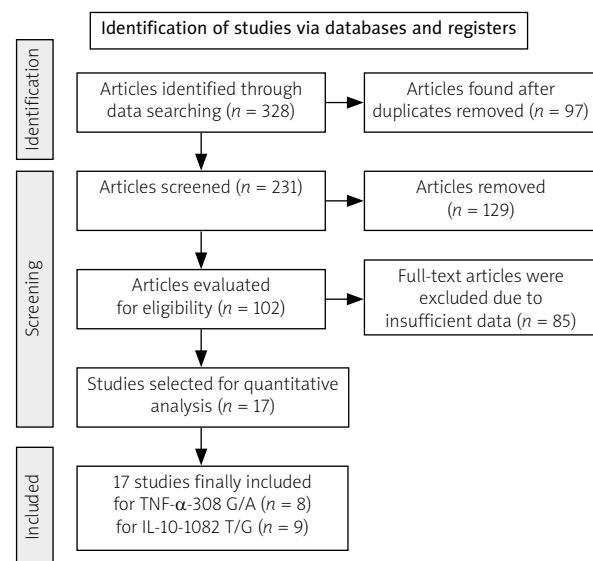 Identification of studies via databases and registers
Identification
Articles identified through
data searching (n = 328)
Articles found after
duplicates removed (n = 97)
Screening
Articles screened (n = 231)
Articles removed
(n = 129)
Articles evaluated
for eligibility (n = 102)
Full-text articles were
excluded due to
insufficient data (n = 85)
Studies selected for quantitative
analysis (n = 17)
Included
17 studies finally included
for TNF-α-308 G/A (n = 8)
for IL-10-1082 T/G (n = 9)